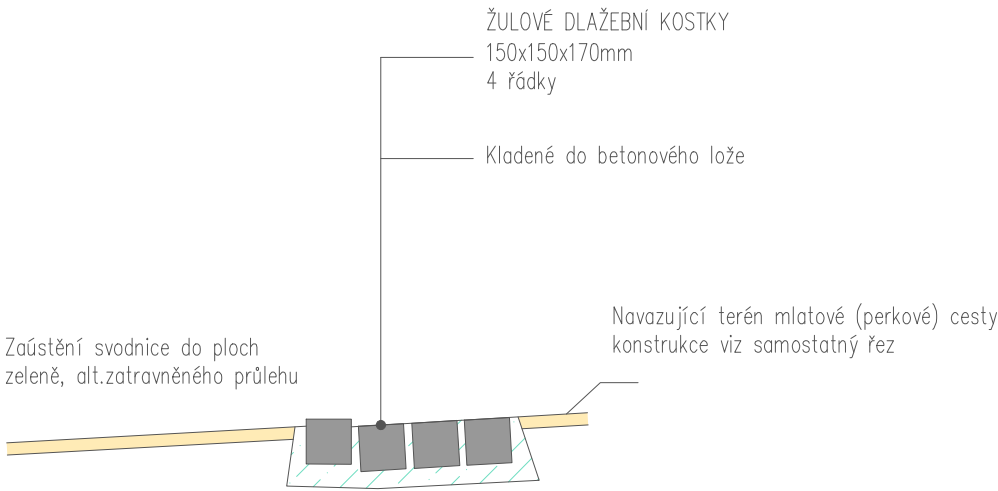 ŽULOVÉ DLAŽEBNÍ KOSTKY
150x150x170mm
4 řádky
Kladené do betonového lože
Navazující terén mlatové (perkové) cesty
konstrukce viz samostatný řez
Zaústění svodnice do ploch
zeleně, alt.zatravněného průlehu